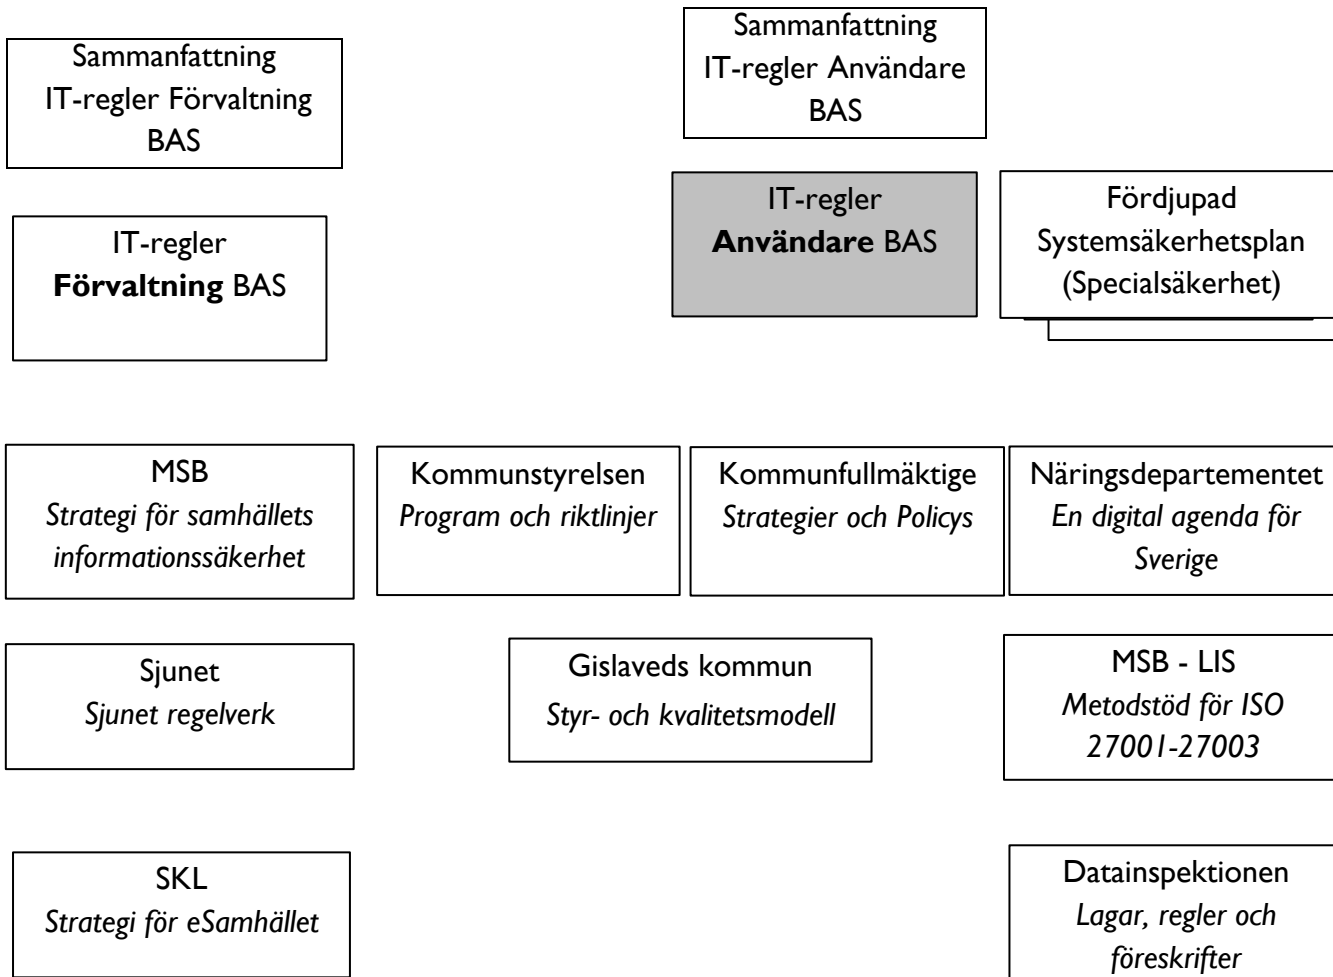 Sammanfattning
IT-regler Förvaltning
BAS
Sammanfattning
IT-regler Användare
BAS
IT-regler
Förvaltning BAS
IT-regler
Användare BAS
Fördjupad
Systemsäkerhetsplan
(Specialsäkerhet)
MSB
Strategi för samhällets
informationssäkerhet
Kommunstyrelsen
Program och riktlinjer
Kommunfullmäktige
Strategier och Policys
Näringsdepartementet
En digital agenda för
Sverige
Sjunet
Sjunet regelverk
Gislaveds kommun
Styr- och kvalitetsmodell
MSB - LIS
Metodstöd för ISO
27001-27003
SKL
Strategi för eSamhället
Datainspektionen
Lagar, regler och
föreskrifter